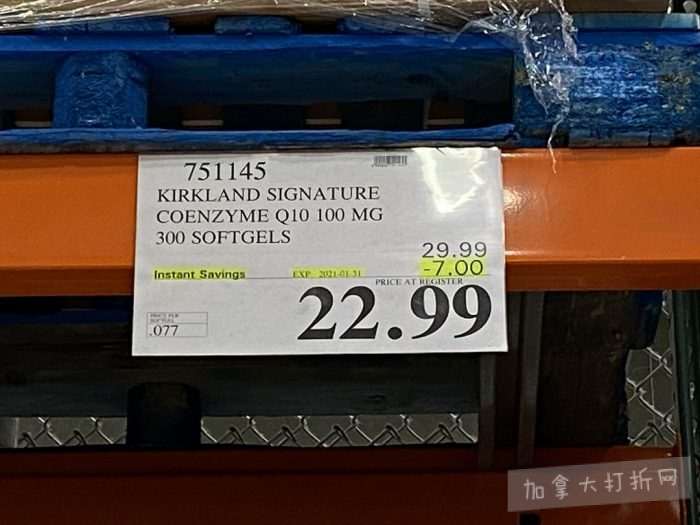 751145
KIRKLAND SIGNATURE
COENZYME Q10 100 MG
300 SOFTGELS
29.99
Instant Savings EXP. 2021-01-31 -7.00
PRICE AT REGISTER
22.99
PRICE PER
SOFTGEL
.077
加拿大打折网